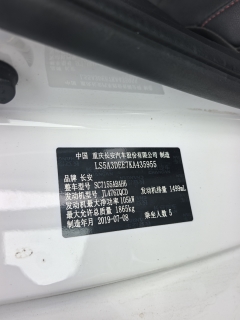 中国 重庆长安汽车股份有限公司 制造
LS5A3DEE7KA435955
品牌 长安
整车型号 SC7155ABAH6 发动机排量 1499mL
发动机型号 JL476ZQCD
发动机最大净功率 105kW
最大允许总质量 1865kg
制造年月 2019-07-08 乘坐人数 5